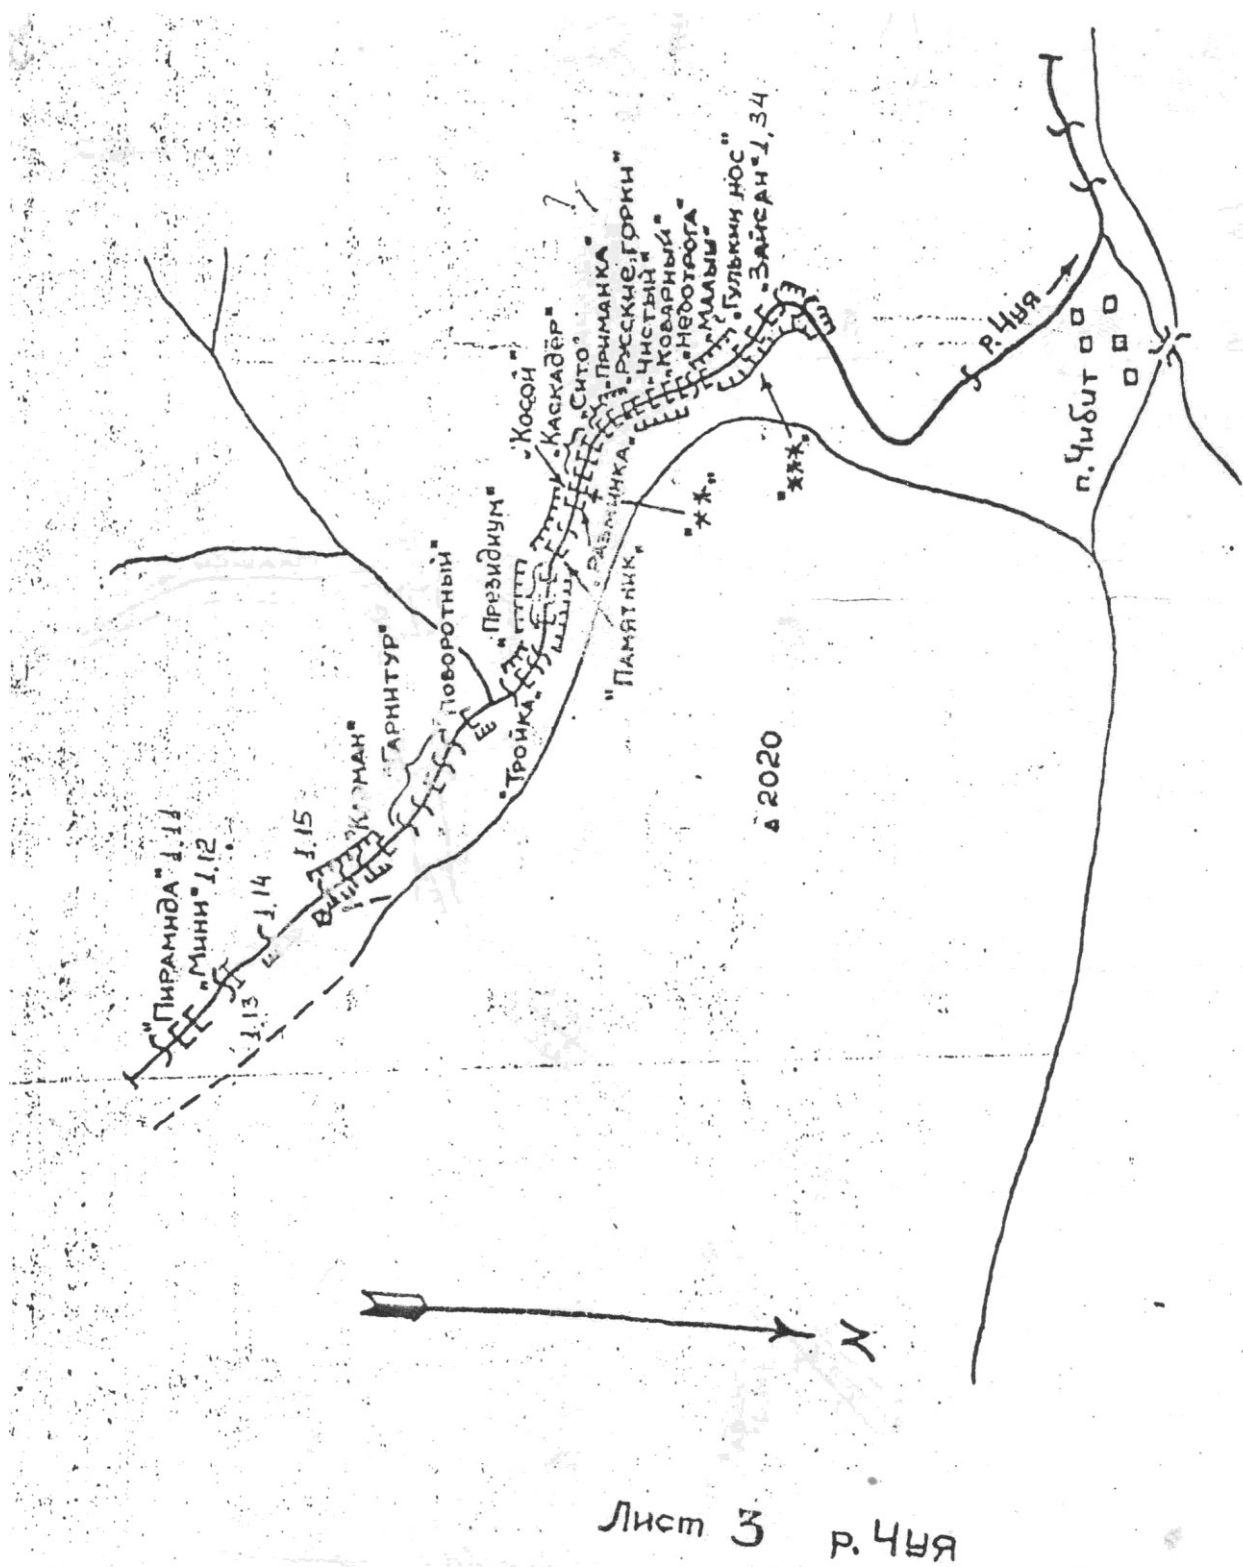 "Пирамида" 1.11
"Мини" 1.12
1.13
1.14
1.15
"Карман"
"Гарнитур"
"Поворотный"
"Президиум"
"Тройка"
"Косой"
"Каскадёр"
"Сито"
"Приманка"
"Русские горки"
"Чистый"
"Коварный"
"Недотрога"
"Малыш"
"Гулькин нос"
"Зайсан" 1.34
"Разминка"
"Памятник"
"**"
"***"
?
р. Чуя
п. Чибит
2020
N
Лист 3 р. Чуя